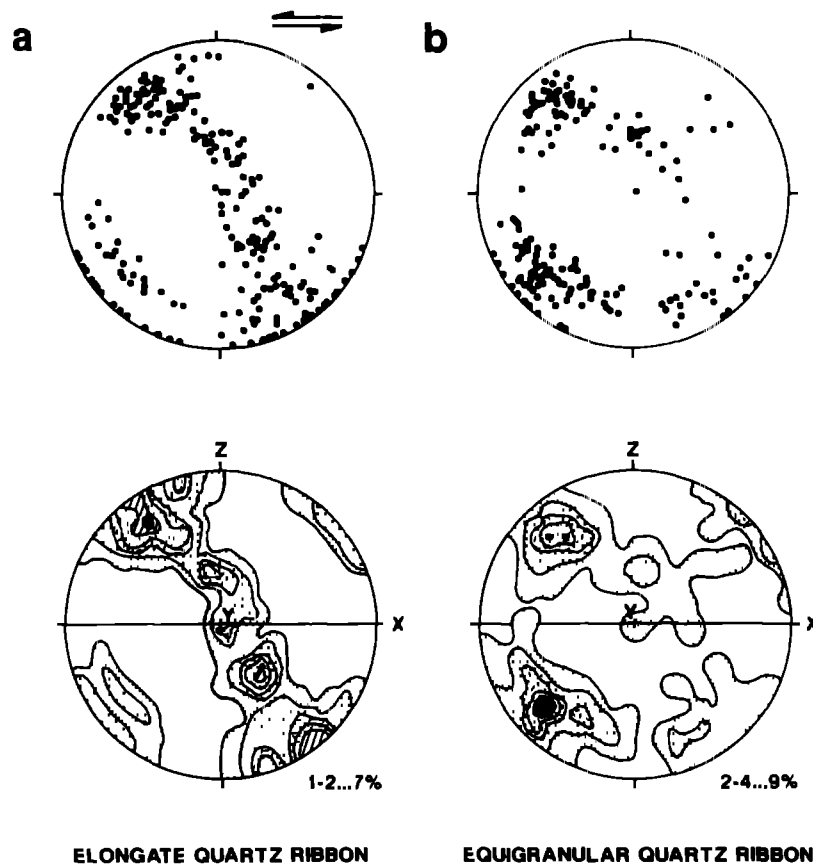 a
b
Z
Z
Y
X
Y
X
1-2...7%
2-4...9%
ELONGATE QUARTZ RIBBON
EQUIGRANULAR QUARTZ RIBBON